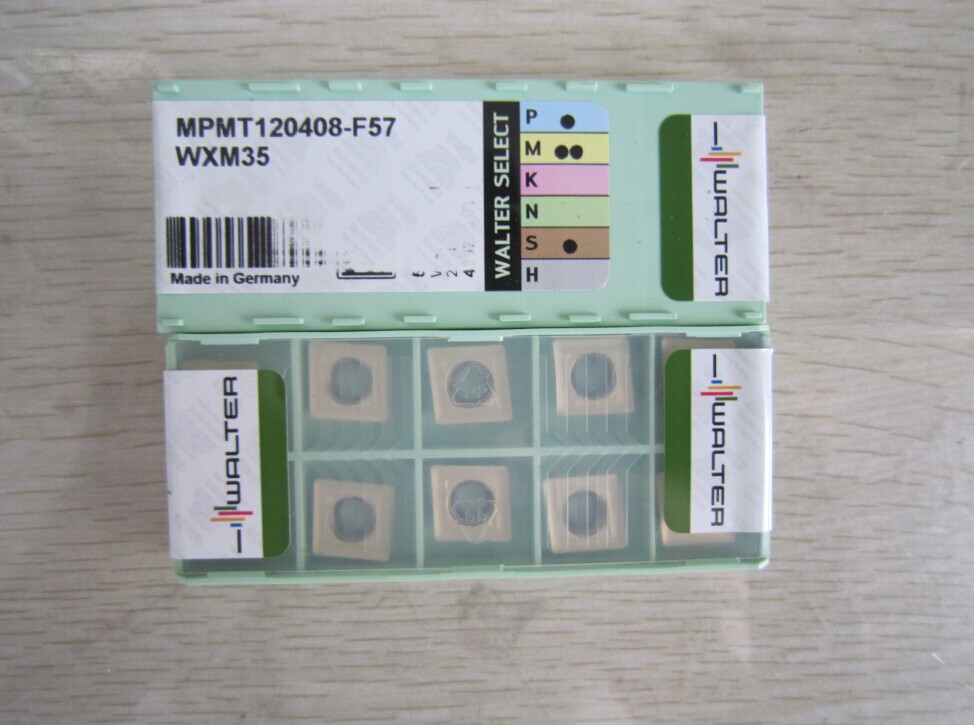 MPMT120408-F57
WXM35
Made in Germany
WALTER SELECT
P
M
K
N
S
H
WALTER
WALTER
WALTER